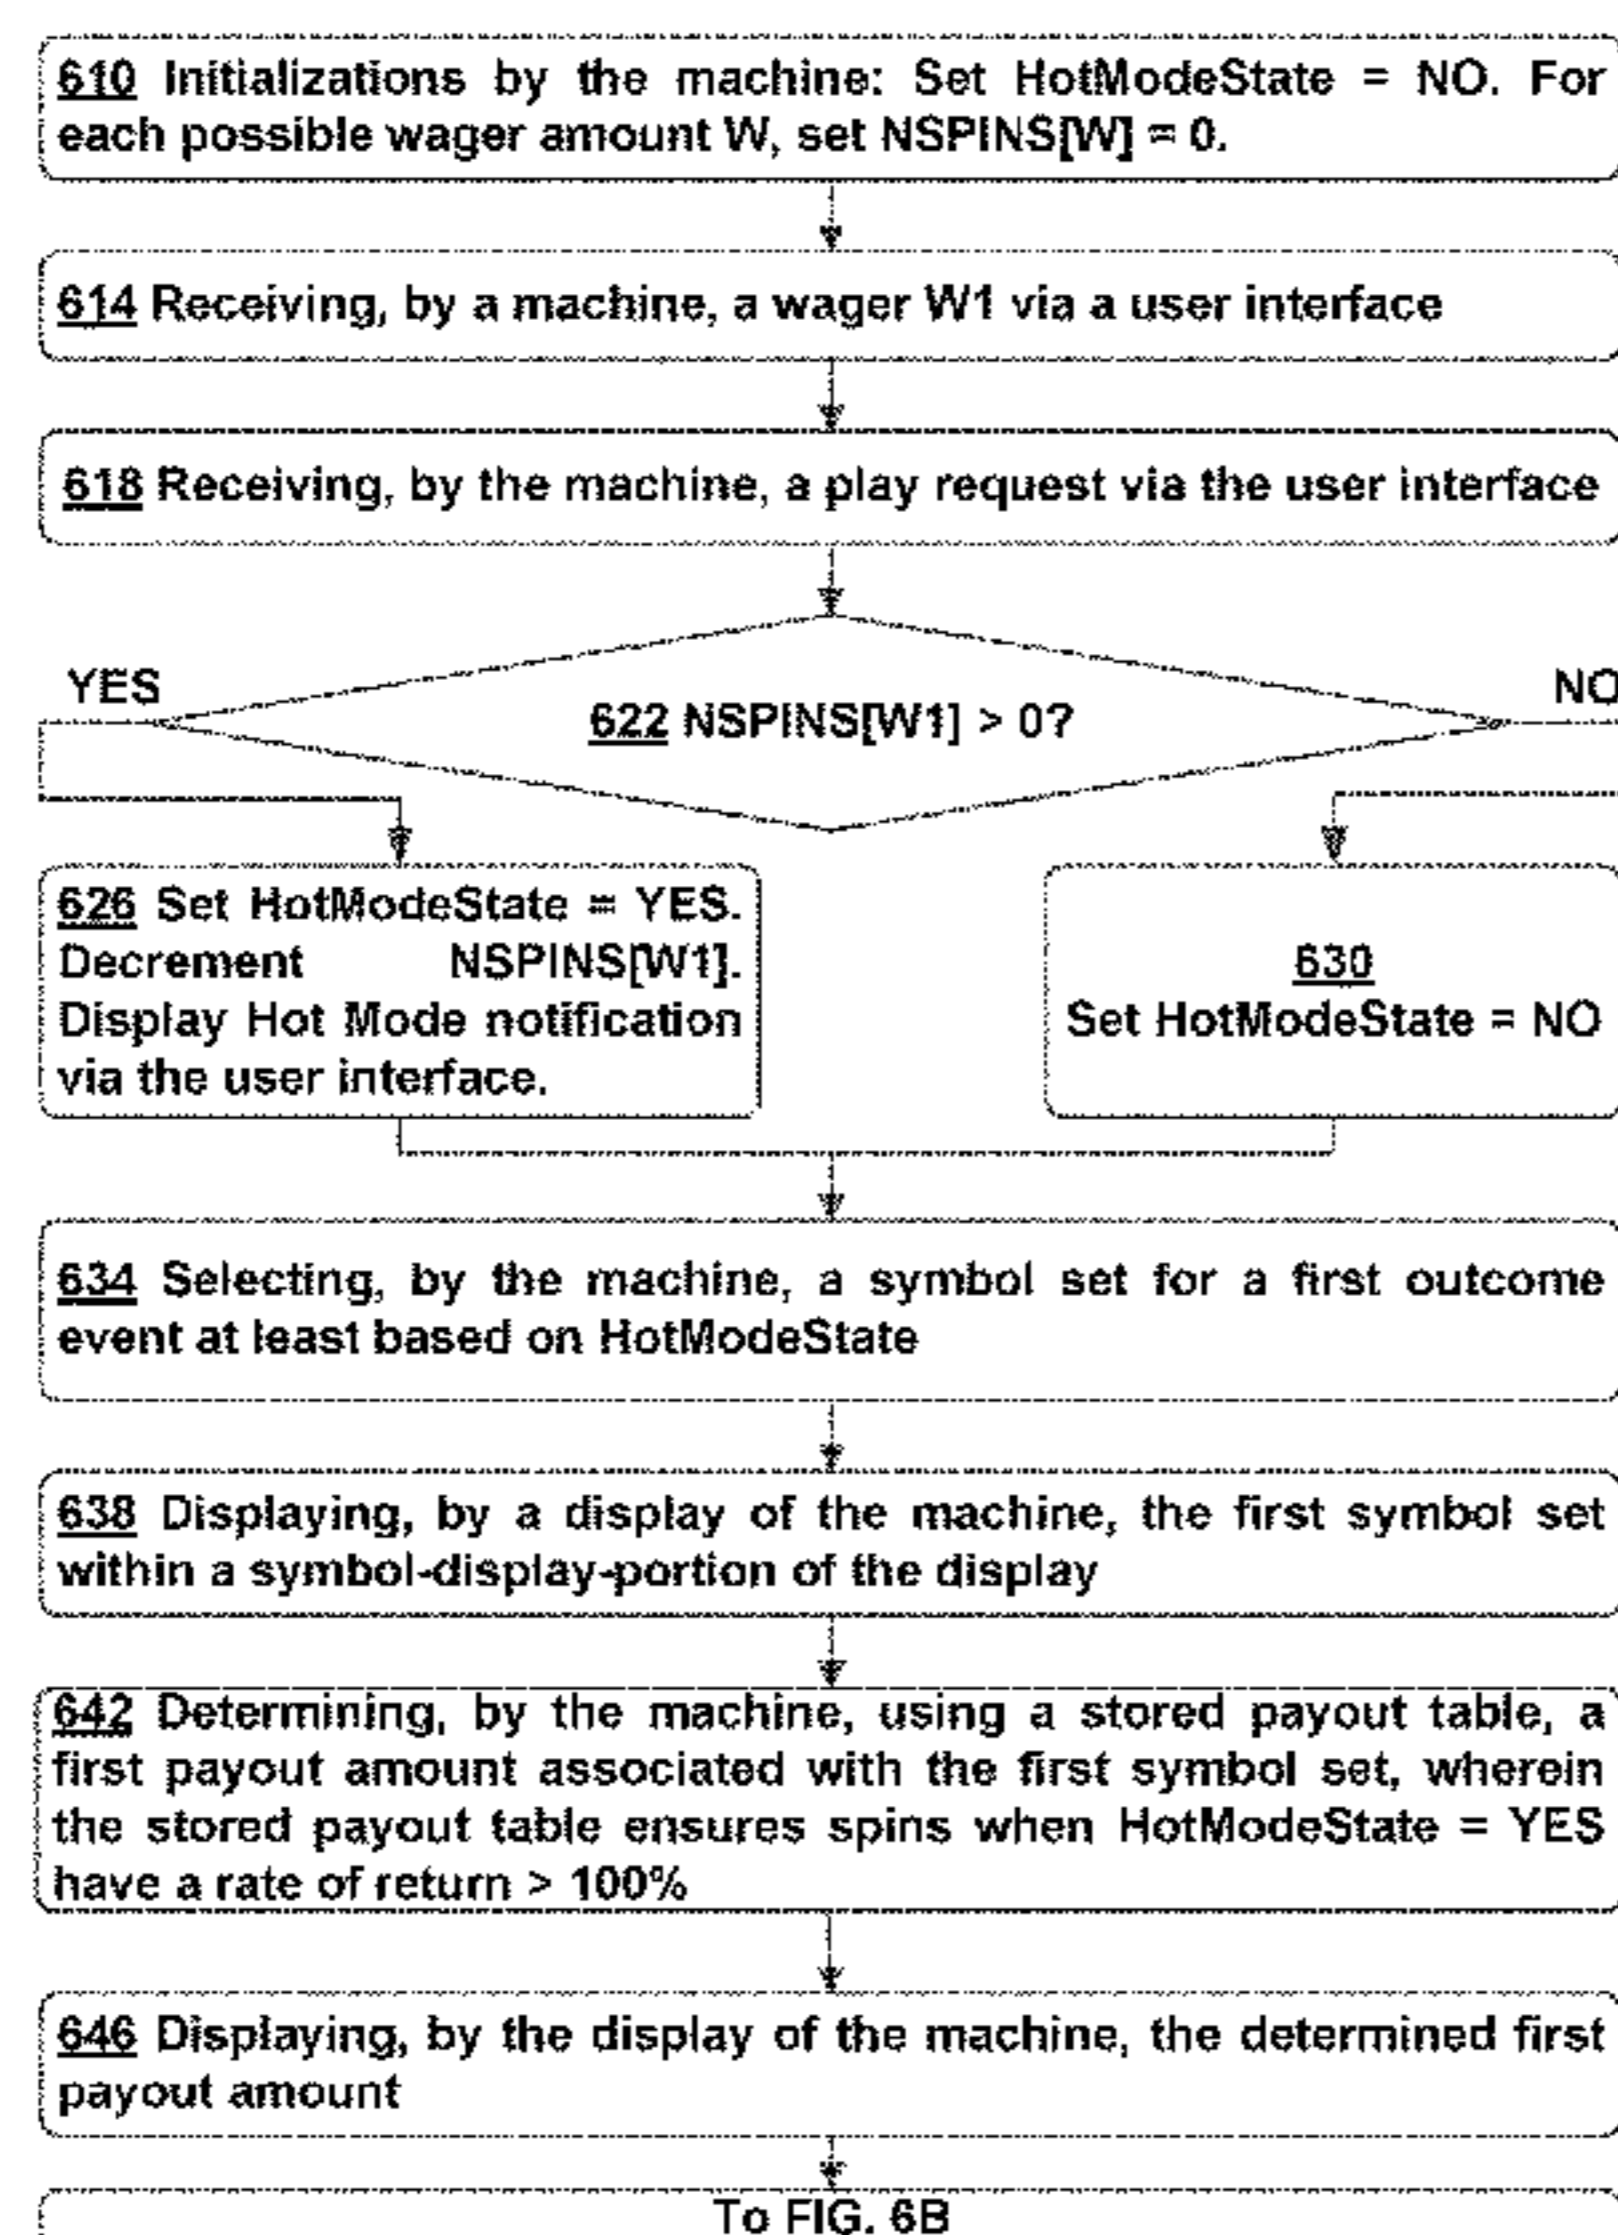 610 Initializations by the machine: Set HotModeState = NO. For
each possible wager amount W, set NSPINS[W] = 0.
614 Receiving, by a machine, a wager W1 via a user interface
618 Receiving, by the machine, a play request via the user interface
YES
NO
622 NSPINS[W1] > 0?
626 Set HotModeState = YES.
Decrement NSPINS[W1].
Display Hot Mode notification
via the user interface.
630
Set HotModeState = NO
634 Selecting, by the machine, a symbol set for a first outcome
event at least based on HotModeState
638 Displaying, by a display of the machine, the first symbol set
within a symbol-display-portion of the display
642 Determining, by the machine, using a stored payout table, a
first payout amount associated with the first symbol set, wherein
the stored payout table ensures spins when HotModeState = YES
have a rate of return > 100%
646 Displaying, by the display of the machine, the determined first
payout amount
To FIG. 6B